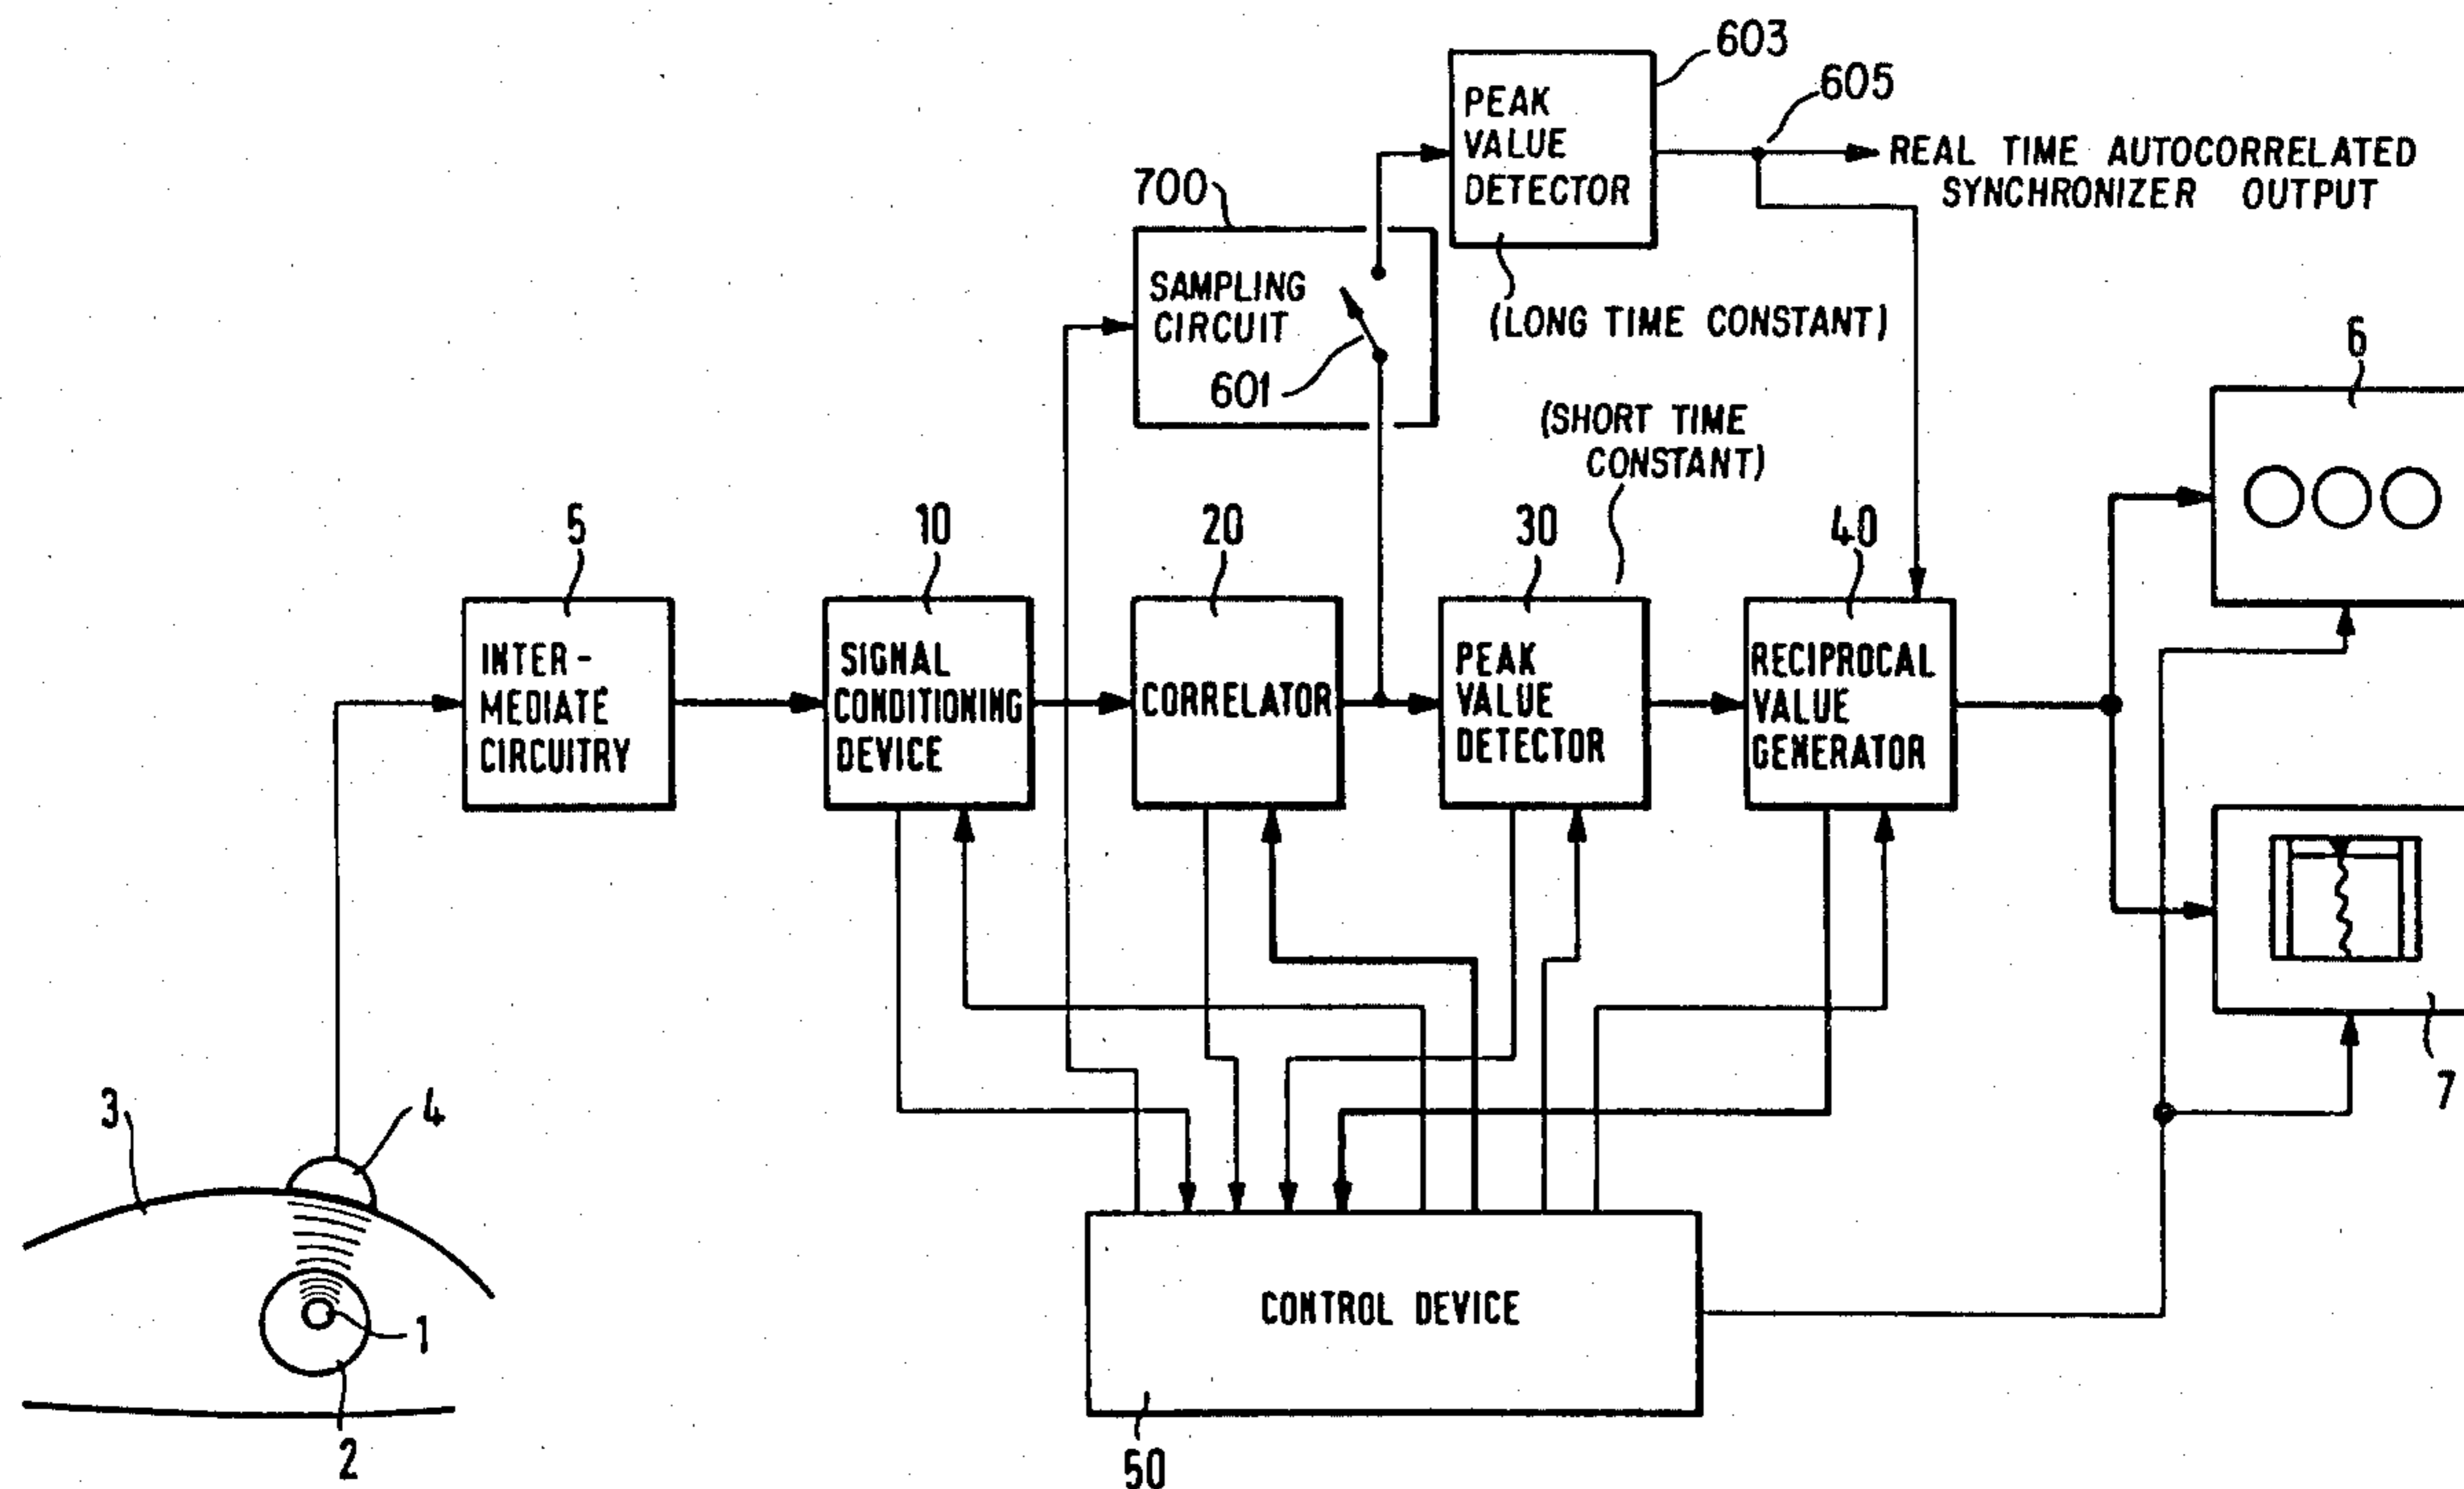 603
605
PEAK
VALUE
DETECTOR
REAL TIME AUTOCORRELATED
SYNCHRONIZER OUTPUT
700
SAMPLING
CIRCUIT
601
(LONG TIME CONSTANT)
(SHORT TIME
CONSTANT)
6
5
10
20
30
40
INTER-
MEDIATE
CIRCUITRY
SIGNAL
CONDITIONING
DEVICE
CORRELATOR
PEAK
VALUE
DETECTOR
RECIPROCAL
VALUE
GENERATOR
7
3
4
1
2
CONTROL DEVICE
50